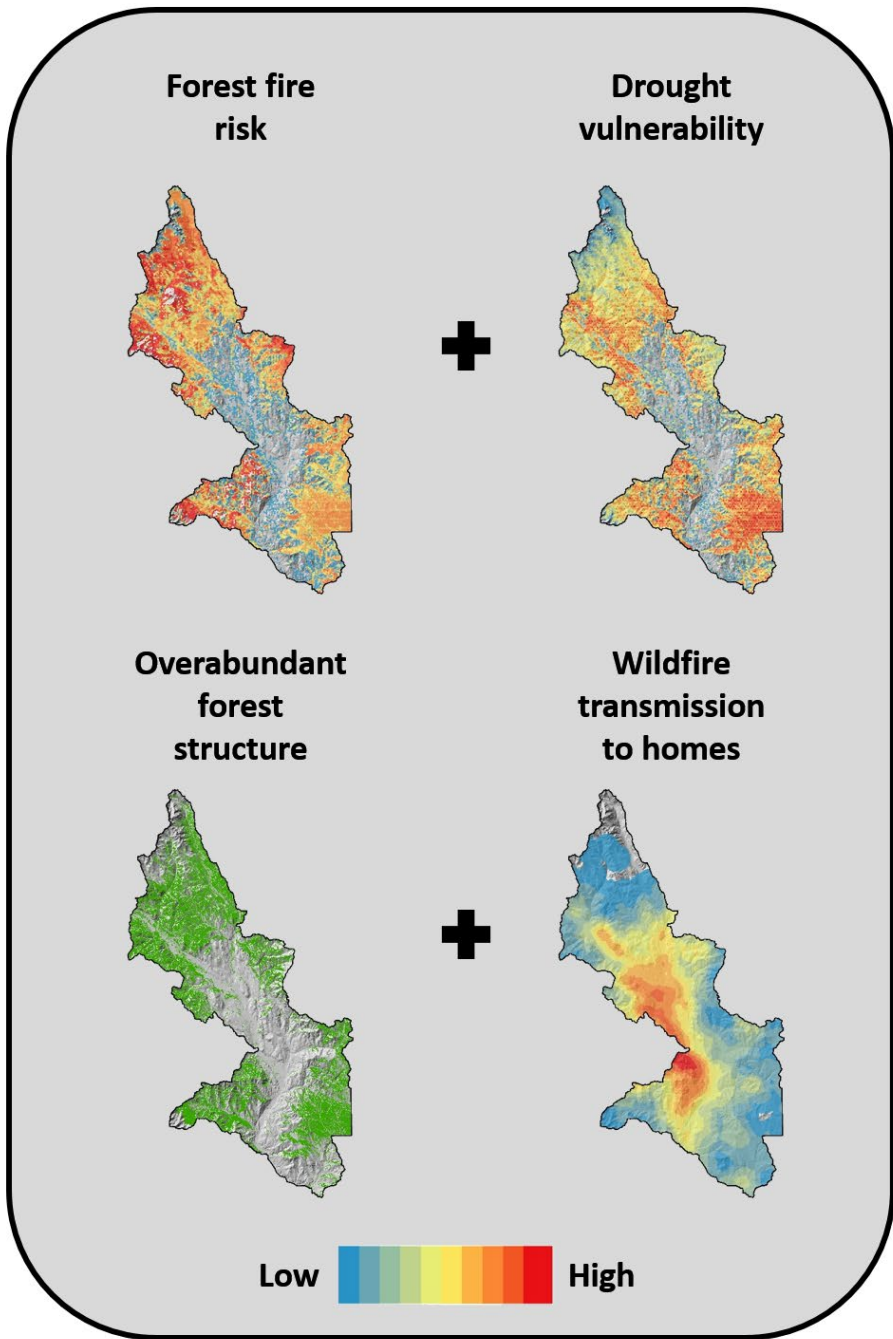 Forest fire
risk
Drought
vulnerability
Overabundant
forest
structure
Wildfire
transmission
to homes
Low
High